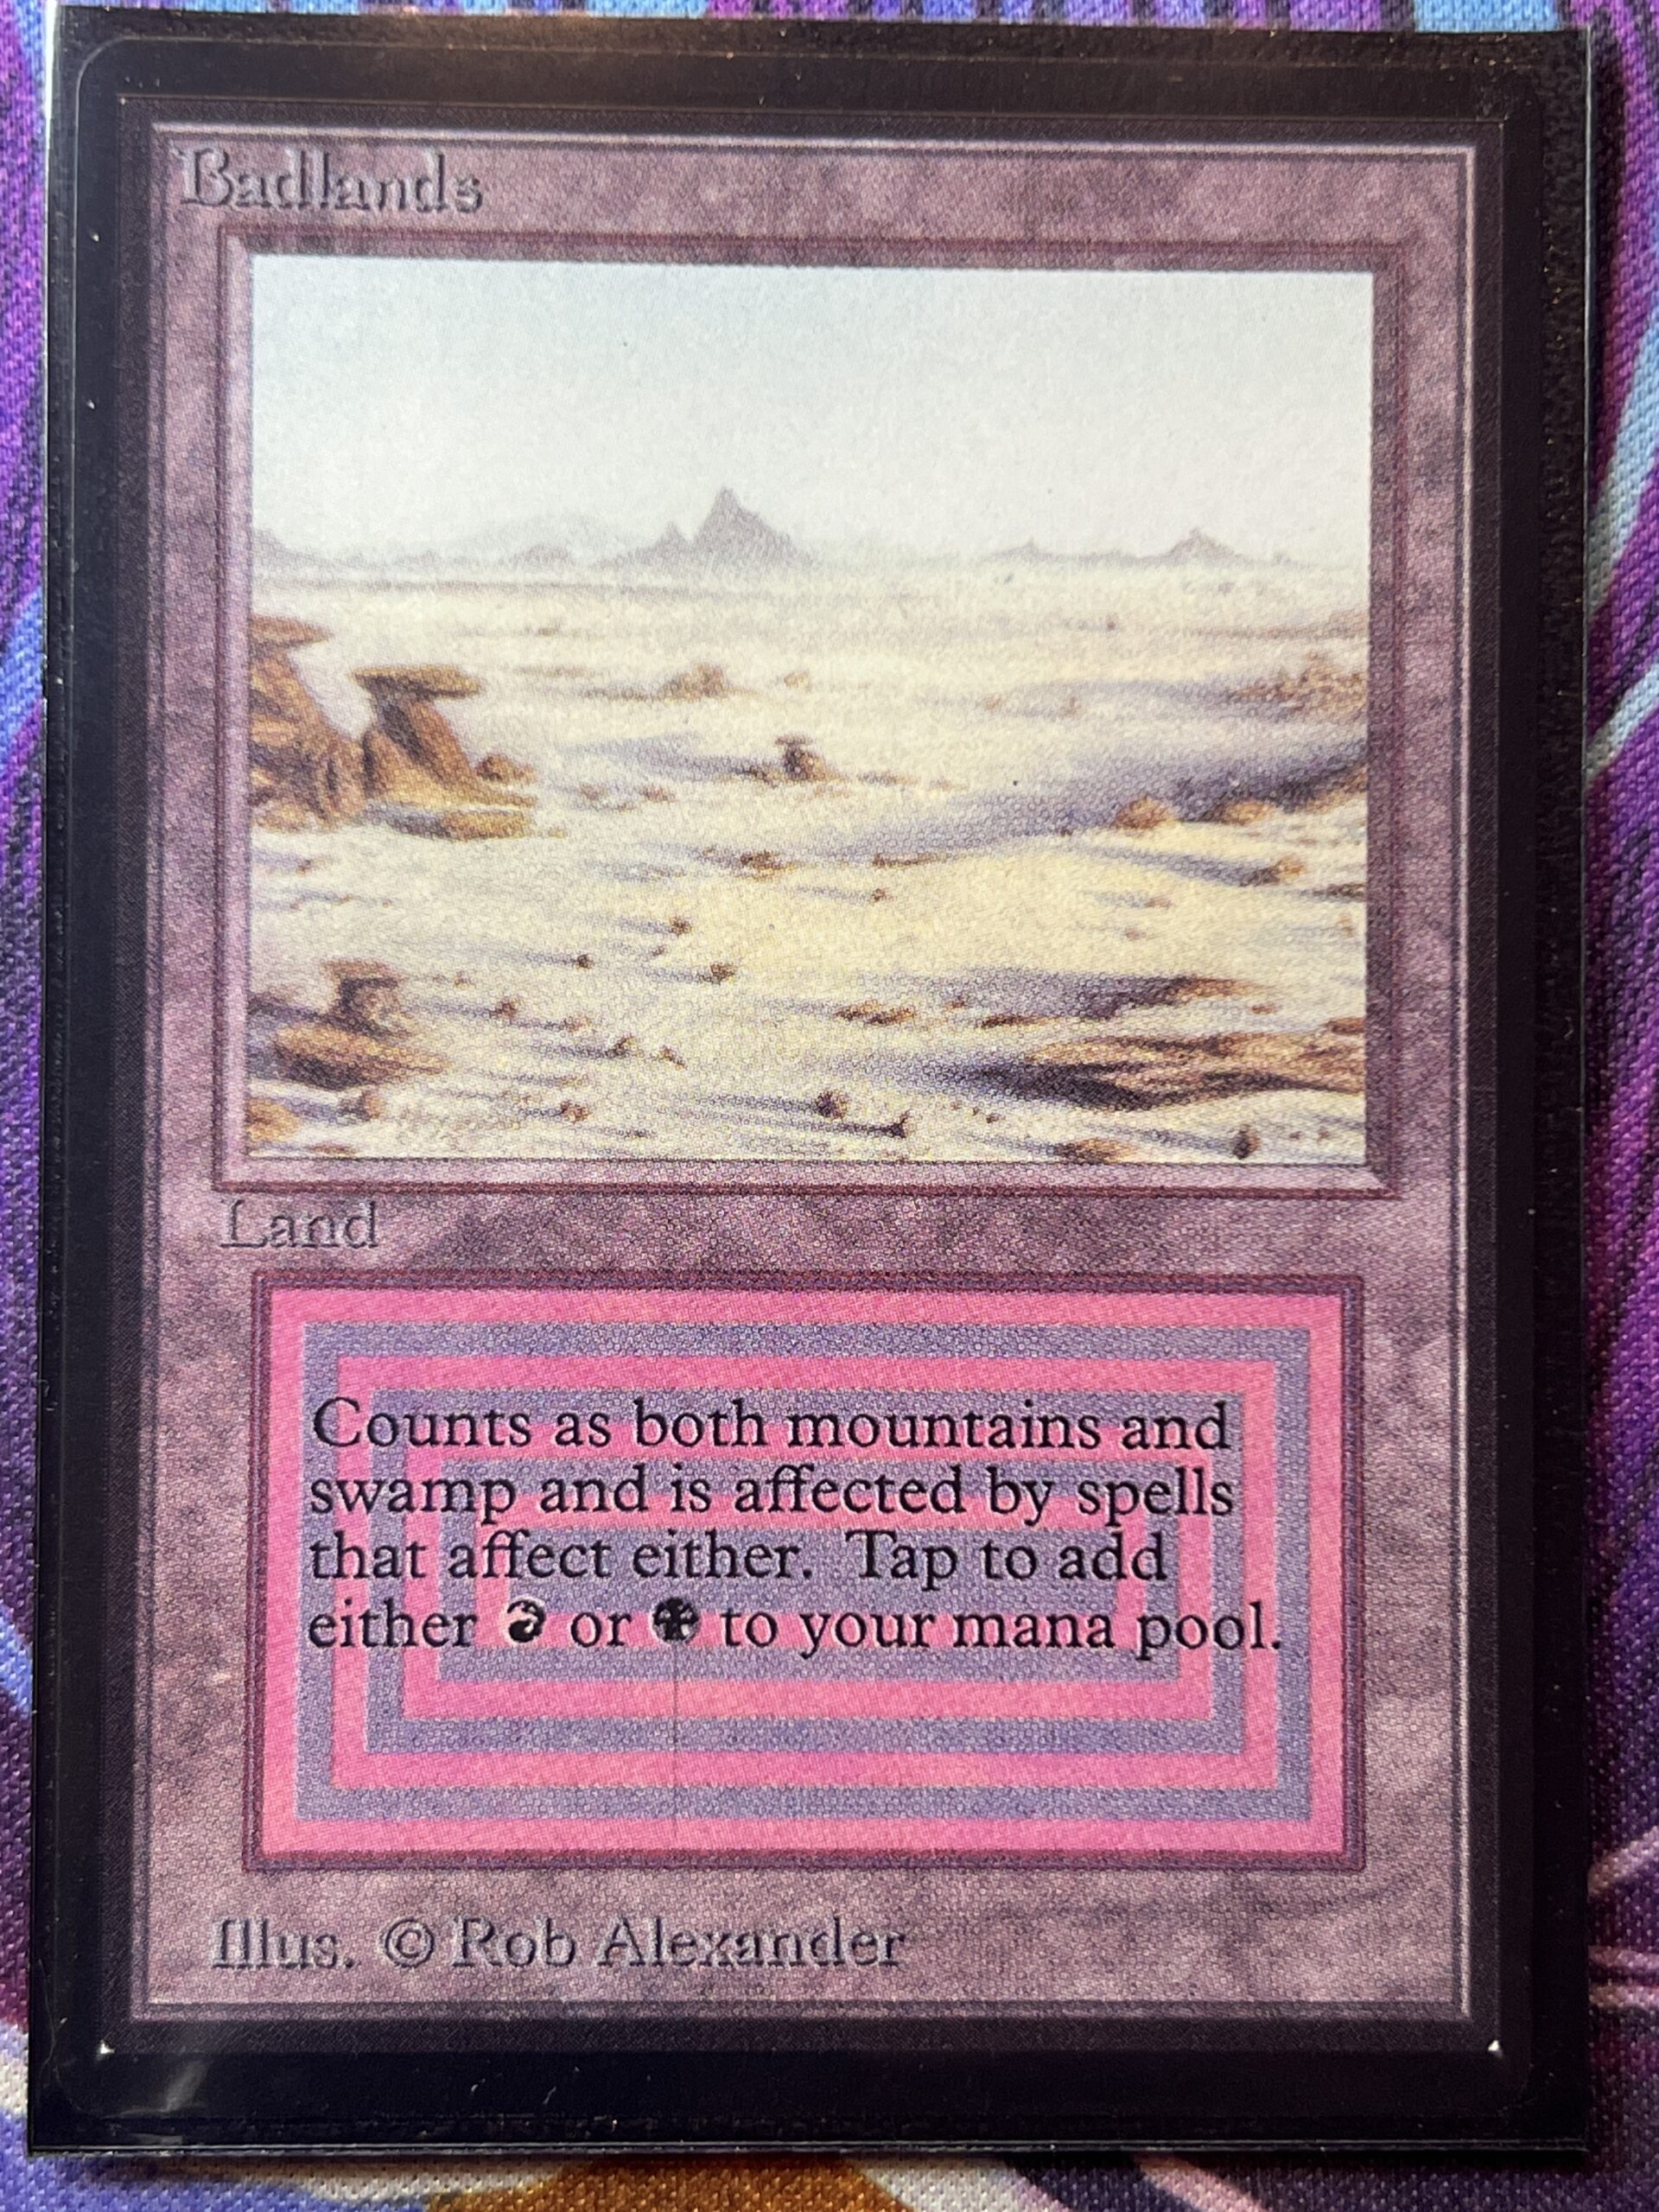 Badlands
Land
Counts as both mountains and
swamp and is affected by spells
that affect either. Tap to add
either or to your mana pool.
Illus. © Rob Alexander